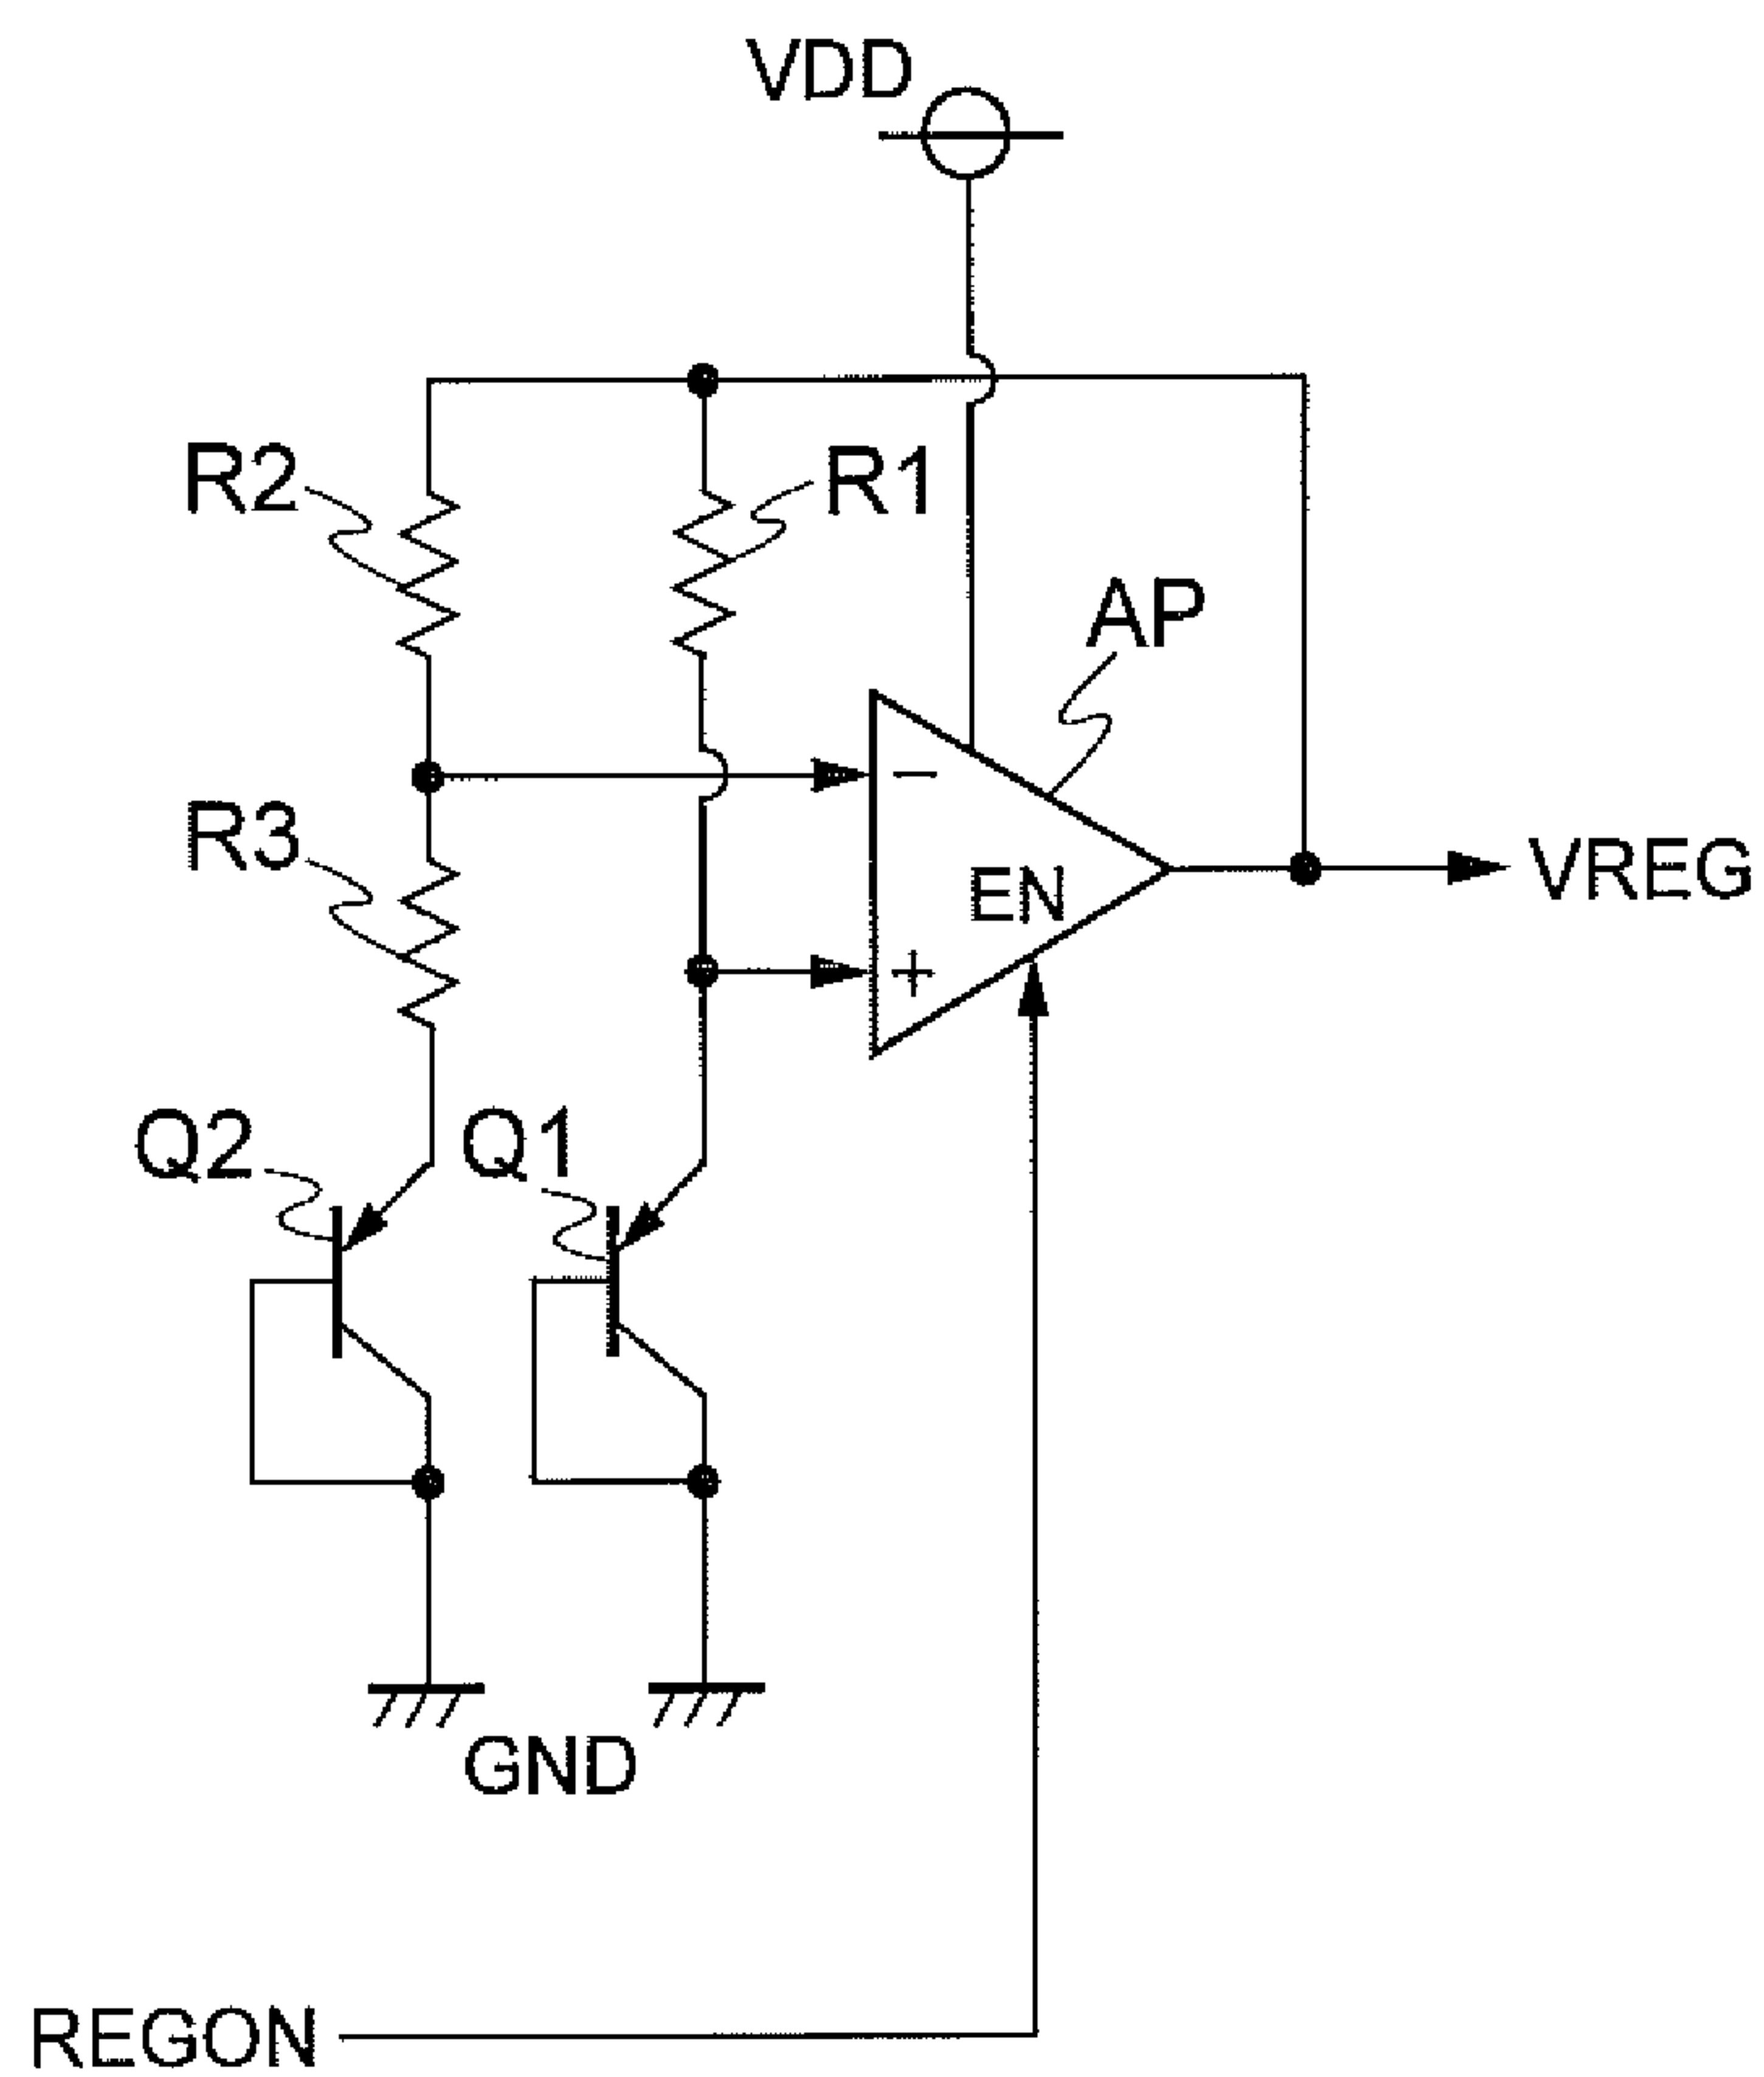 VDD
R2
R1
AP
-
R3
EN
VREG
+
Q2
Q1
GND
REGON